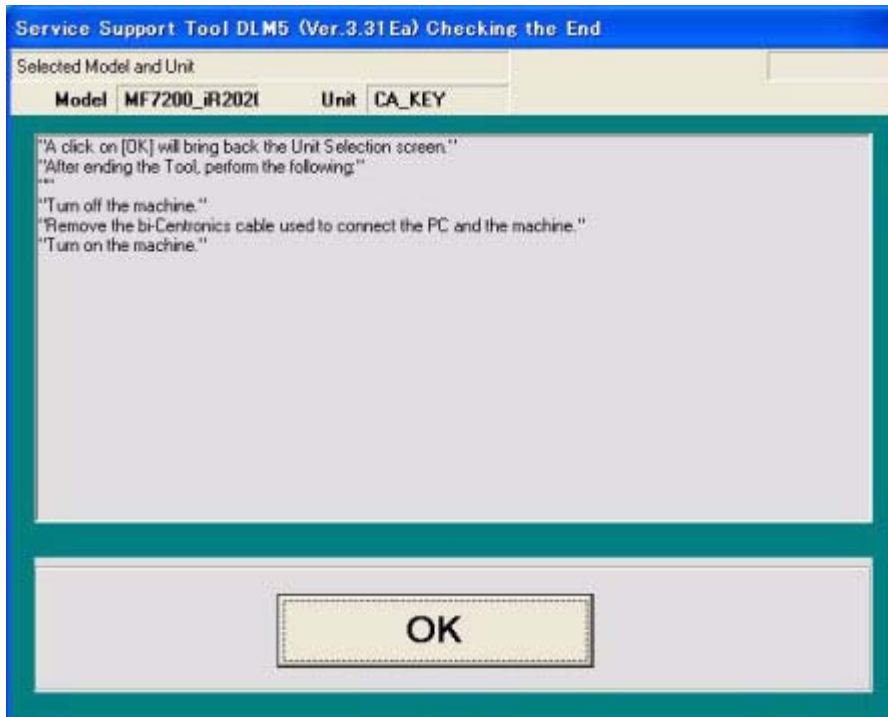 Service Support Tool DLM5 (Ver.3.31Ea) Checking the End
Selected Model and Unit
Model MF7200_iR202( Unit CA_KEY
"A click on [OK] will bring back the Unit Selection screen."
"After ending the Tool, perform the following:"
""
"Turn off the machine."
"Remove the bi-Centronics cable used to connect the PC and the machine."
"Turn on the machine."
OK